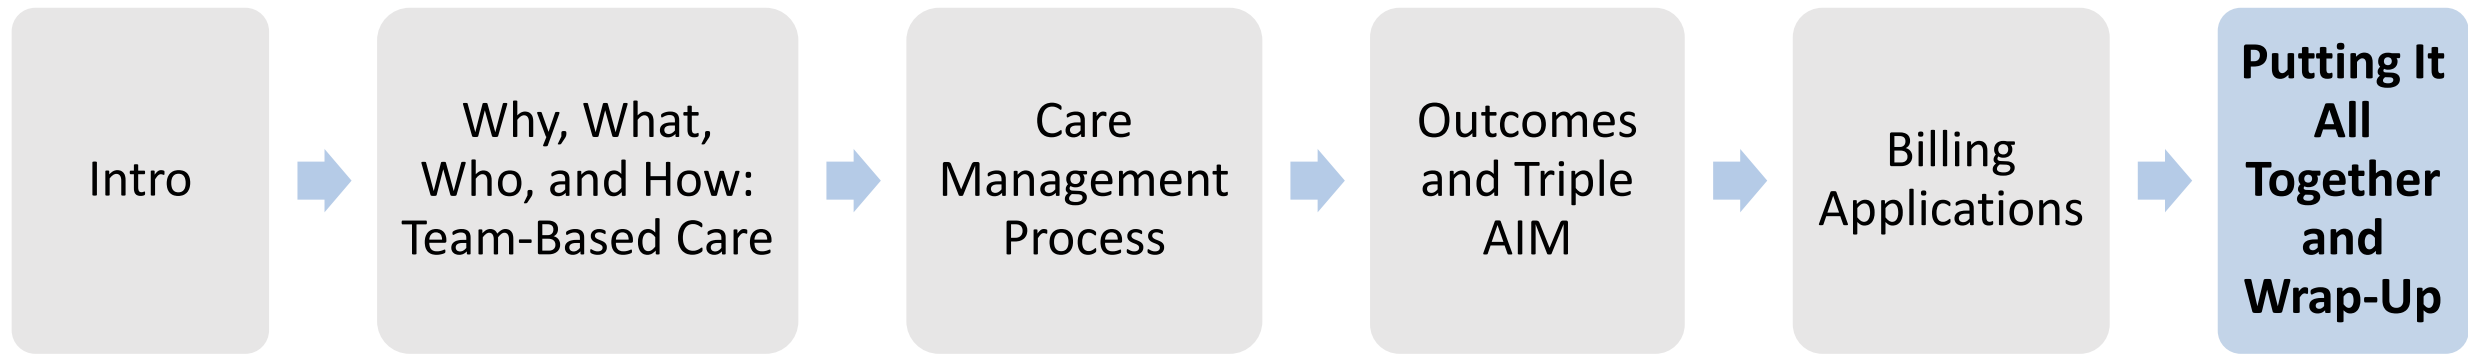 Intro
Why, What,
Who, and How:
Team-Based Care
Care
Management
Process
Outcomes
and Triple
AIM
Billing
Applications
Putting It
All
Together
and
Wrap-Up